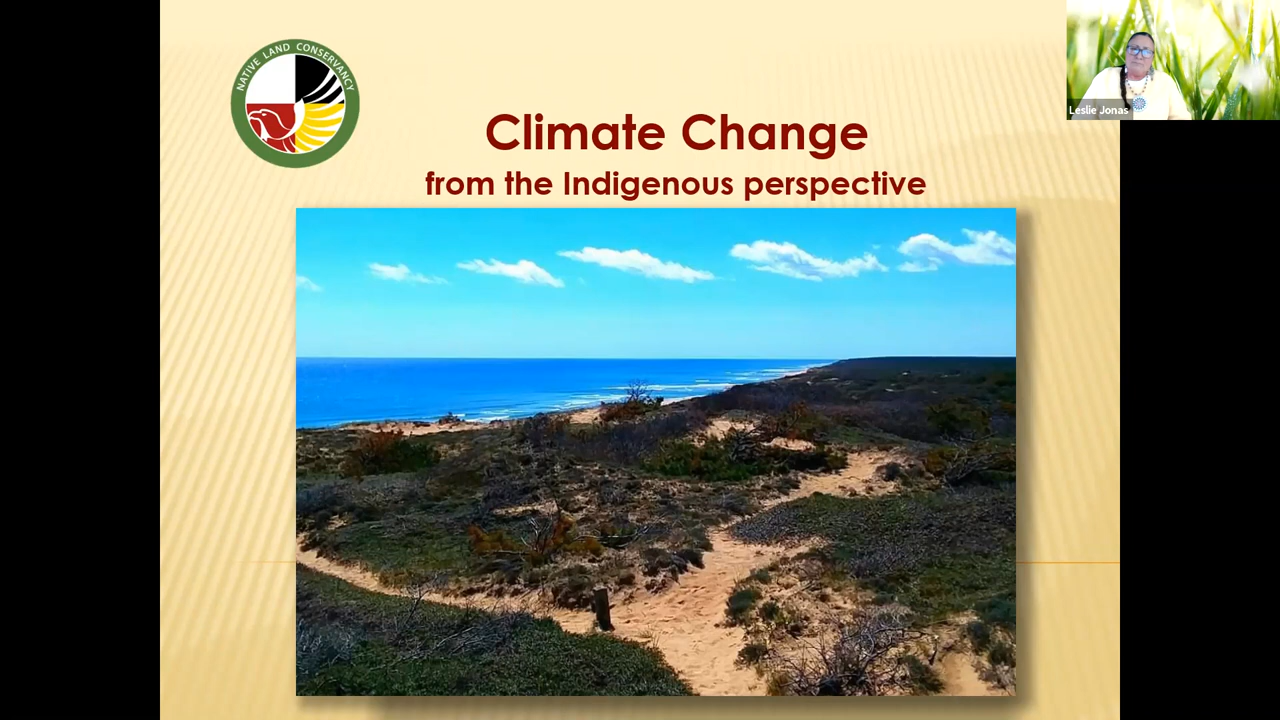 NATIVE LAND CONSERVANCY
Leslie Jonas
Climate Change
from the Indigenous perspective